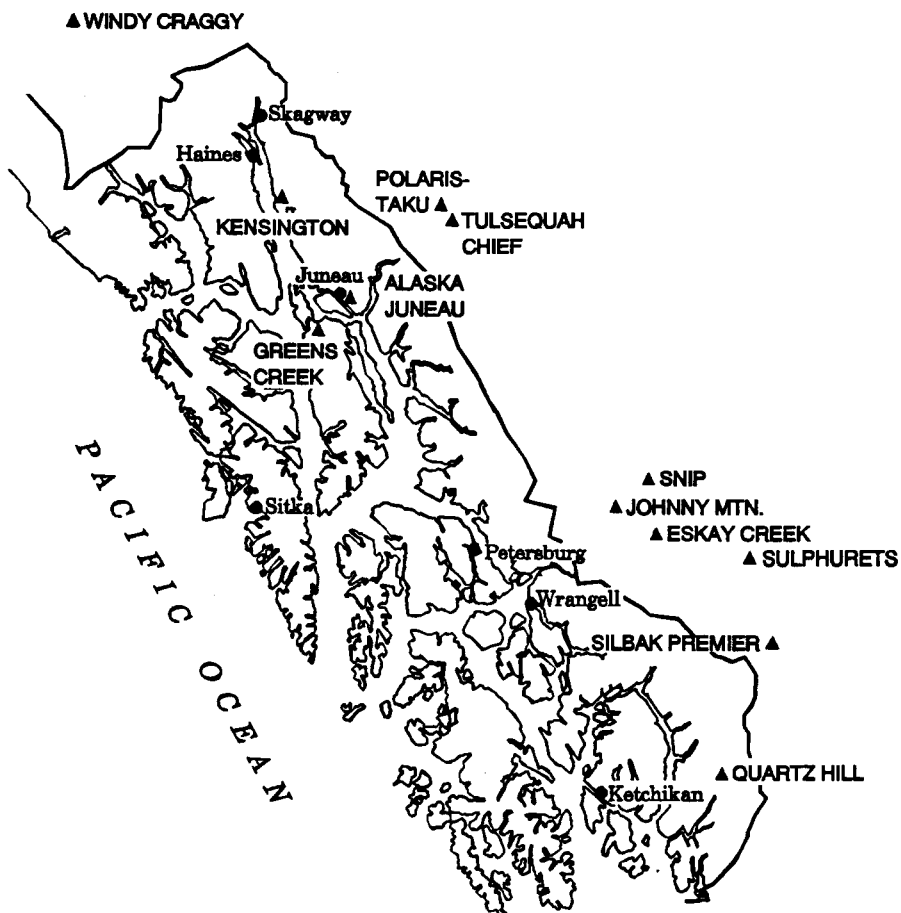 WINDY CRAGGY
Skagway
Haines
POLARIS-
TAKU
TULSEQUAH
CHIEF
KENSINGTON
Juneau
ALASKA
JUNEAU
GREENS
CREEK
PACIFIC OCEAN
Sitka
SNIP
JOHNNY MTN.
ESKAY CREEK
SULPHURETS
Petersburg
Wrangell
SILBAK PREMIER
QUARTZ HILL
Ketchikan